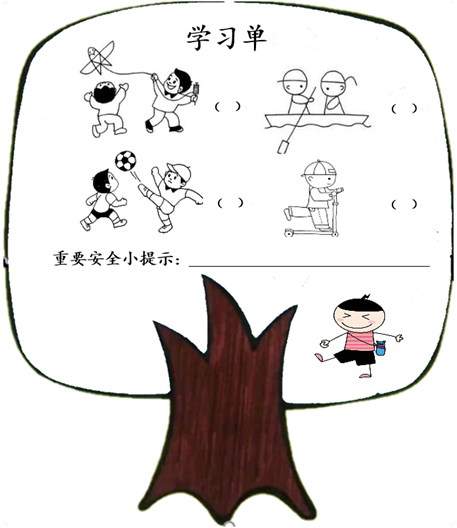 学习单
（ ） （ ）
（ ） （ ）
重要安全小提示：